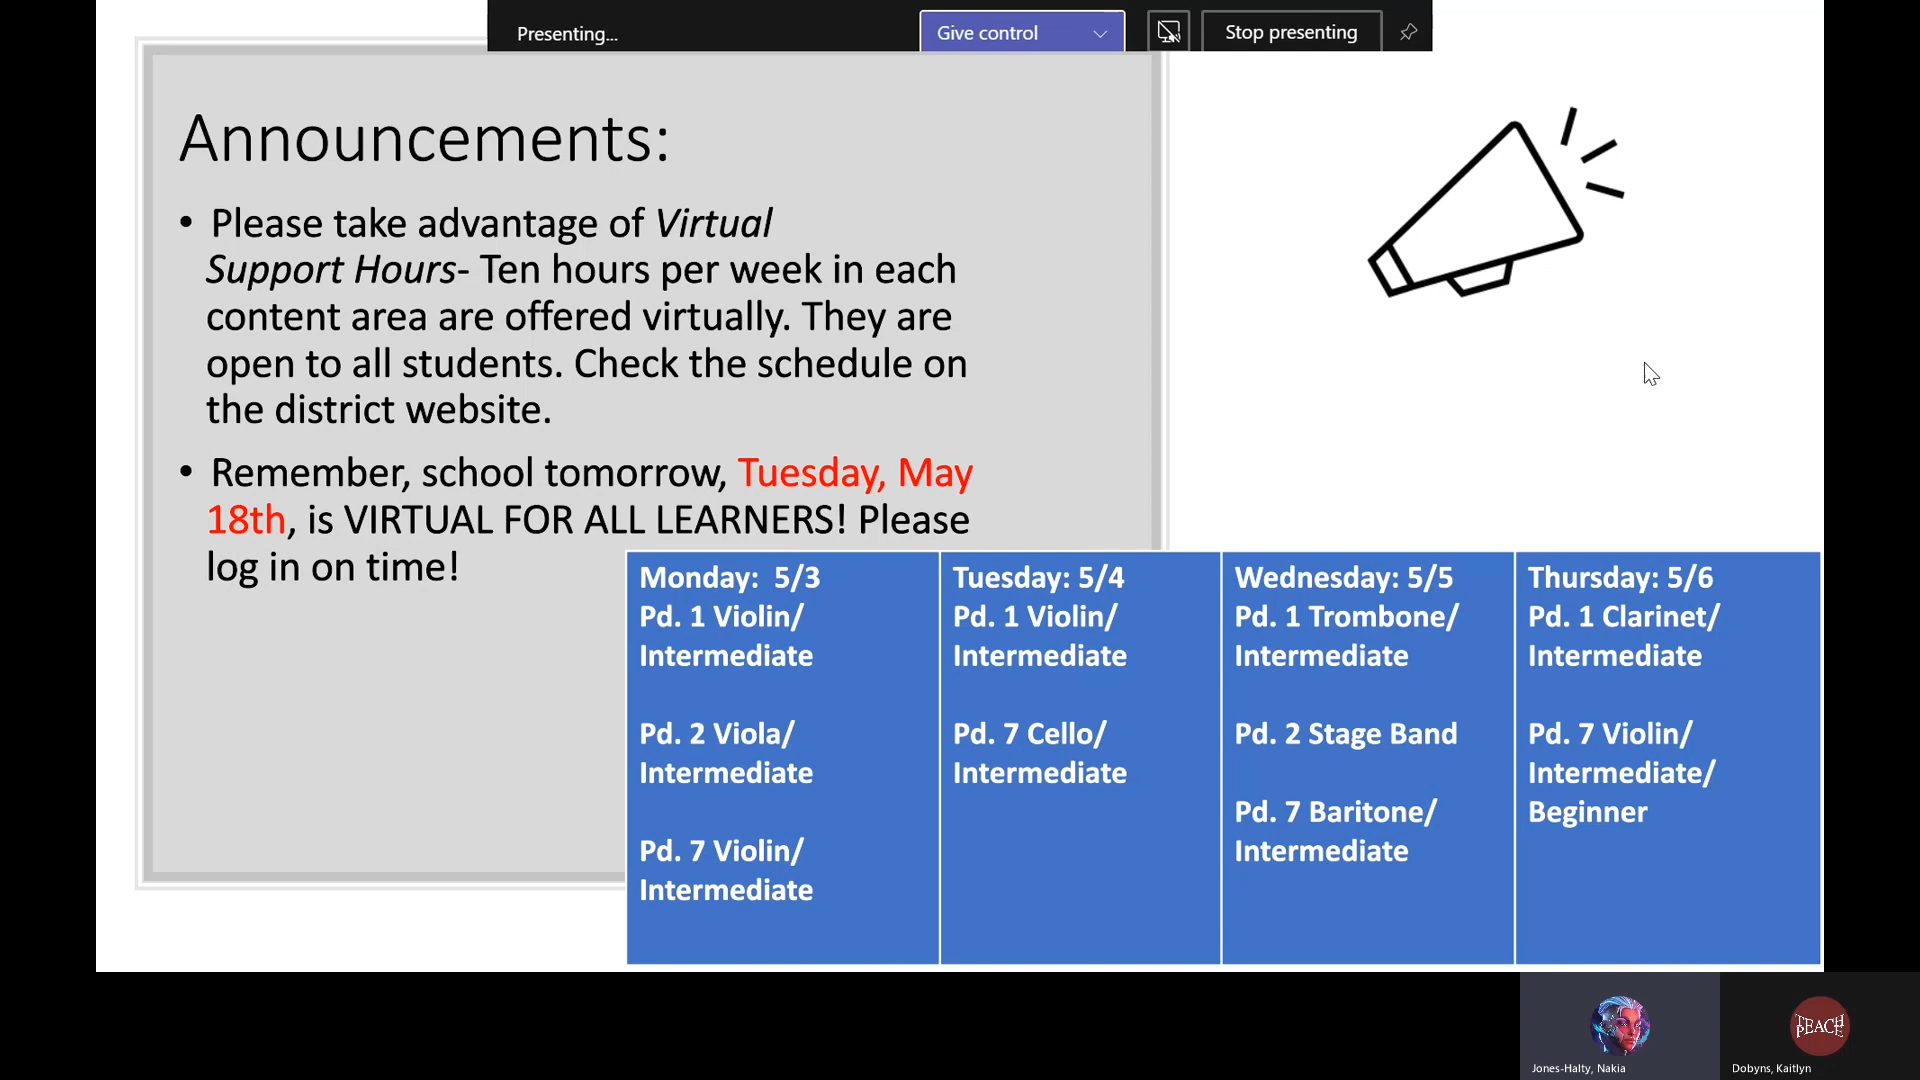 Presenting...
Give control
Stop presenting
Announcements:
• Please take advantage of Virtual
Support Hours- Ten hours per week in each
content area are offered virtually. They are
open to all students. Check the schedule on
the district website.
• Remember, school tomorrow, Tuesday, May
18th, is VIRTUAL FOR ALL LEARNERS! Please
log in on time!
Monday:  5/3
Pd. 1 Violin/
Intermediate
Pd. 2 Viola/
Intermediate
Pd. 7 Violin/
Intermediate
Tuesday: 5/4
Pd. 1 Violin/
Intermediate
Pd. 7 Cello/
Intermediate
Wednesday: 5/5
Pd. 1 Trombone/
Intermediate
Pd. 2 Stage Band
Pd. 7 Baritone/
Intermediate
Thursday: 5/6
Pd. 1 Clarinet/
Intermediate
Pd. 7 Violin/
Intermediate/
Beginner
Jones-Halty, Nakia
Dobyns, Kaitlyn